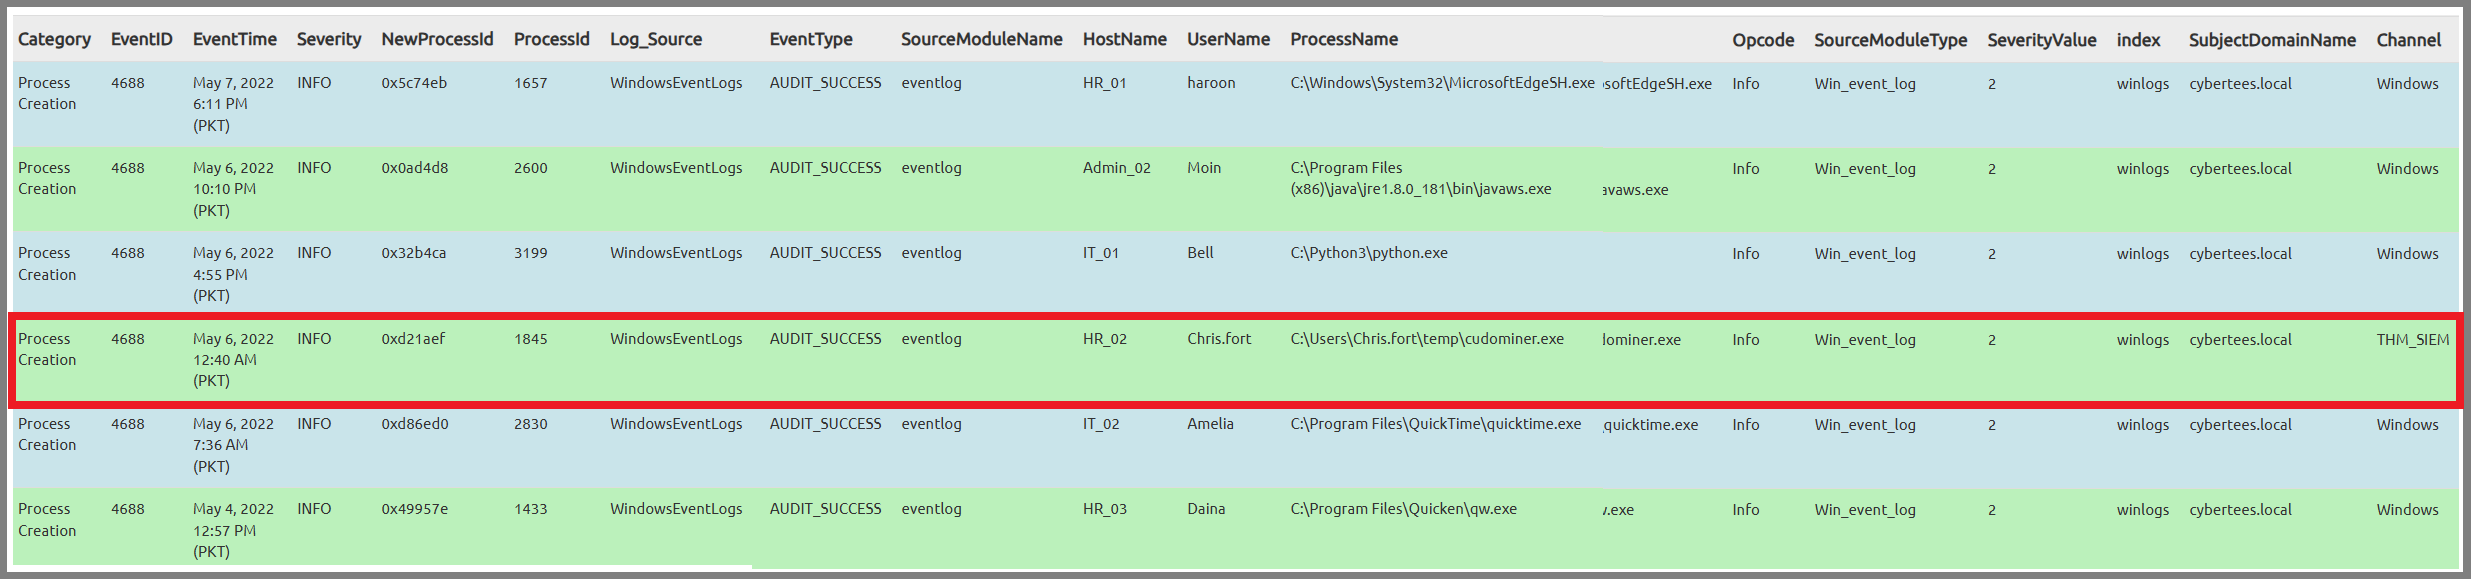 Category EventID EventTime Severity NewProcessId ProcessId Log_Source EventType SourceModuleName HostName UserName ProcessName Opcode SourceModuleType SeverityValue index SubjectDomainName Channel
Process 4688 May 7, 2022 INFO 0x5c74eb 1657 WindowsEventLogs AUDIT_SUCCESS eventlog HR_01 haroon C:\Windows\System32\MicrosoftEdgeSH.exe softEdgeSH.exe Info Win_event_log 2 winlogs cybertees.local Windows
Creation 6:11 PM
(PKT)
Process 4688 May 6, 2022 INFO 0x0ad4d8 2600 WindowsEventLogs AUDIT_SUCCESS eventlog Admin_02 Moin C:\Program Files Info Win_event_log 2 winlogs cybertees.local Windows
Creation 10:10 PM (x86)\java\jre1.8.0_181\bin\javaws.exe avaws.exe
(PKT)
Process 4688 May 6, 2022 INFO 0x32b4ca 3199 WindowsEventLogs AUDIT_SUCCESS eventlog IT_01 Bell C:\Python3\python.exe Info Win_event_log 2 winlogs cybertees.local Windows
Creation 4:55 PM
(PKT)
Process 4688 May 6, 2022 INFO 0xd21aef 1845 WindowsEventLogs AUDIT_SUCCESS eventlog HR_02 Chris.fort C:\Users\Chris.fort\temp\cudominer.exe lominer.exe Info Win_event_log 2 winlogs cybertees.local THM_SIEM
Creation 12:40 AM
(PKT)
Process 4688 May 6, 2022 INFO 0xd86ed0 2830 WindowsEventLogs AUDIT_SUCCESS eventlog IT_02 Amelia C:\Program Files\QuickTime\quicktime.exe quicktime.exe Info Win_event_log 2 winlogs cybertees.local Windows
Creation 7:36 AM
(PKT)
Process 4688 May 4, 2022 INFO 0x49957e 1433 WindowsEventLogs AUDIT_SUCCESS eventlog HR_03 Daina C:\Program Files\Quicken\qw.exe .exe Info Win_event_log 2 winlogs cybertees.local Windows
Creation 12:57 PM
(PKT)